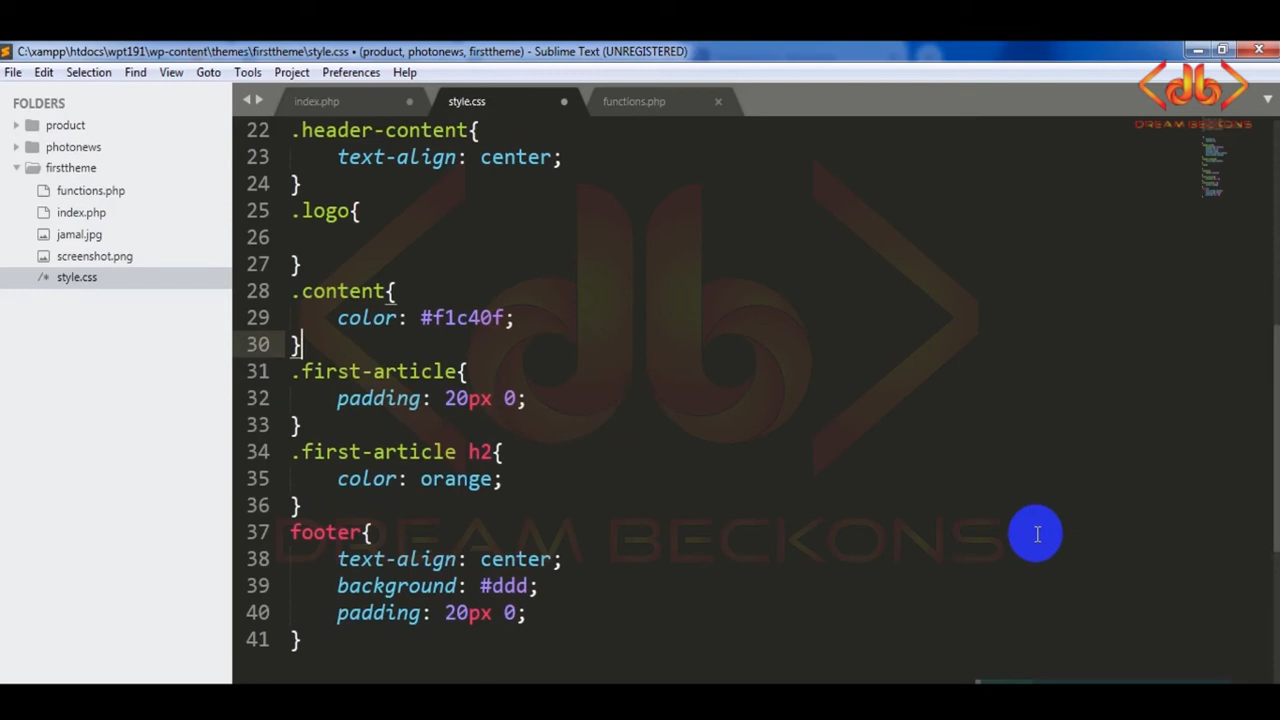 C:\xampp\htdocs\wpt191\wp-content\themes\firsttheme\style.css • (product, photonews, firsttheme) - Sublime Text (UNREGISTERED)
File Edit Selection Find View Goto Tools Project Preferences Help
db
DREAM BECKONS
FOLDERS
product
photonews
firsttheme
functions.php
index.php
jamal.jpg
screenshot.png
/* style.css
index.php style.css functions.php
22 .header-content{
23 text-align: center;
24 }
25 .logo{
26
27 }
28 .content{
29 color: #f1c40f;
30 }
31 .first-article{
32 padding: 20px 0;
33 }
34 .first-article h2{
35 color: orange;
36 }
37 footer{
38 text-align: center;
39 background: #ddd;
40 padding: 20px 0;
41 }
db
DREAM BECKONS